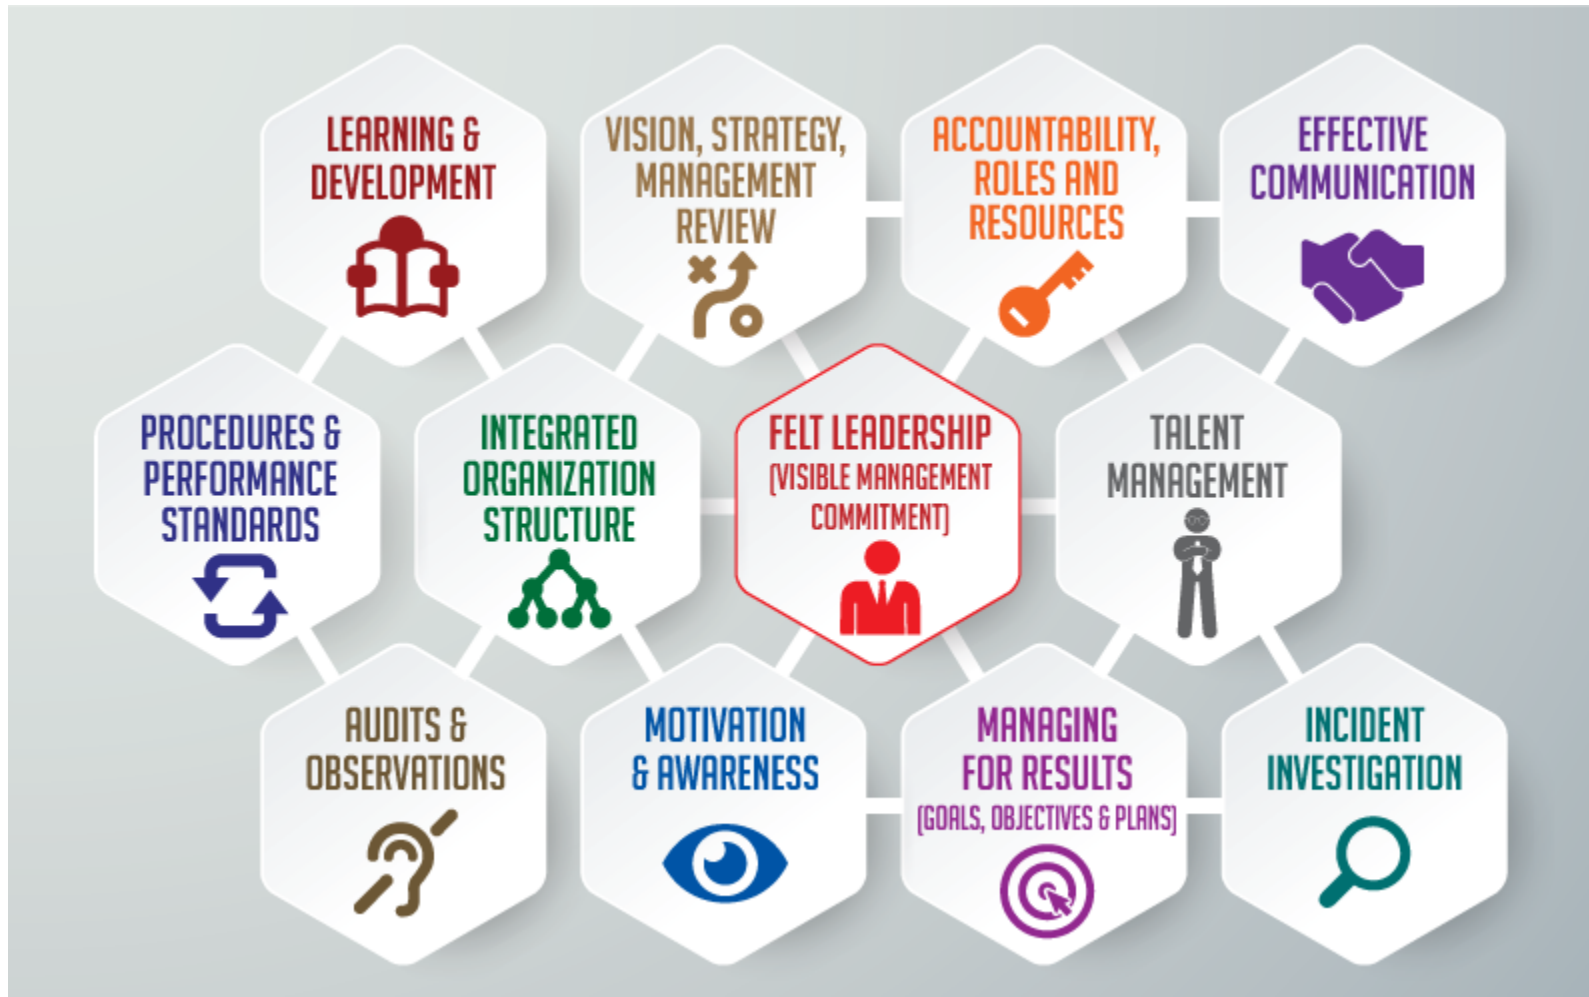 LEARNING &
DEVELOPMENT
VISION, STRATEGY,
MANAGEMENT
REVIEW
ACCOUNTABILITY,
ROLES AND
RESOURCES
EFFECTIVE
COMMUNICATION
PROCEDURES &
PERFORMANCE
STANDARDS
INTEGRATED
ORGANIZATION
STRUCTURE
FELT LEADERSHIP
(VISIBLE MANAGEMENT
COMMITMENT)
TALENT
MANAGEMENT
AUDITS &
OBSERVATIONS
MOTIVATION
& AWARENESS
MANAGING
FOR RESULTS
(GOALS, OBJECTIVES & PLANS)
INCIDENT
INVESTIGATION